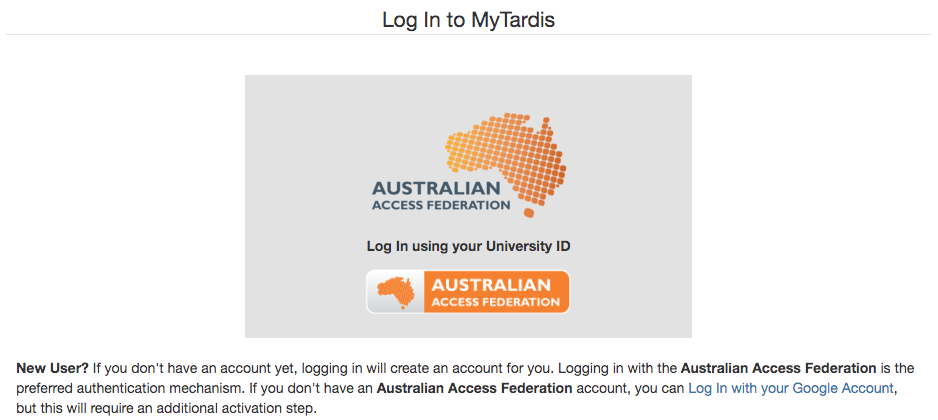 Log In to MyTardis
AUSTRALIAN
ACCESS FEDERATION
Log In using your University ID
AUSTRALIAN
ACCESS FEDERATION
New User? If you don't have an account yet, logging in will create an account for you. Logging in with the Australian Access Federation is the
preferred authentication mechanism. If you don't have an Australian Access Federation account, you can Log In with your Google Account,
but this will require an additional activation step.